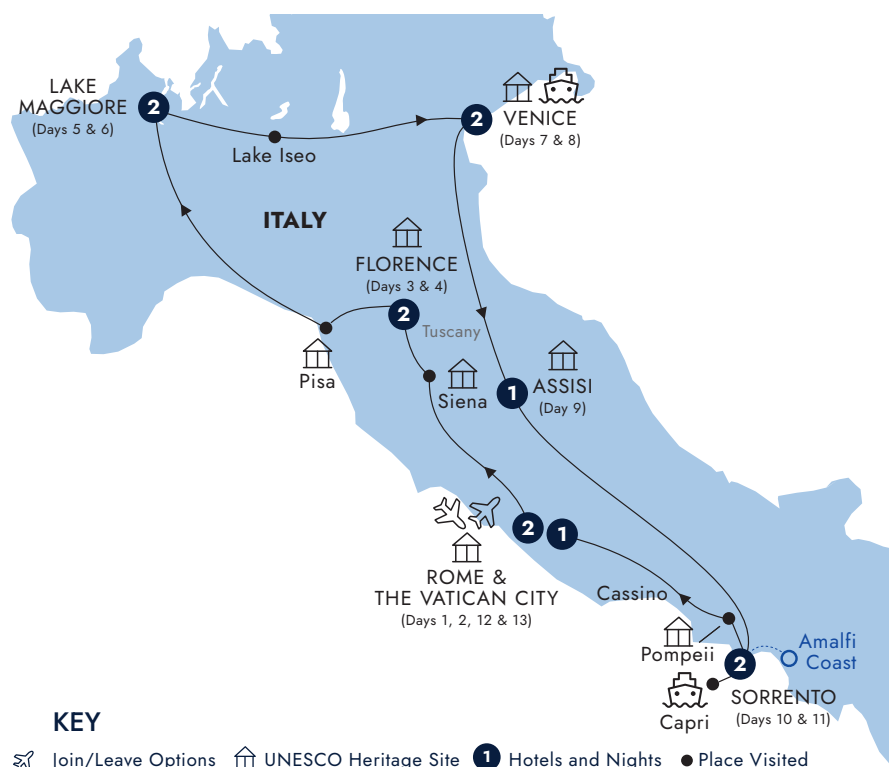 LAKE
MAGGIORE
(Days 5 & 6)
2
Lake Iseo
2
VENICE
(Days 7 & 8)
ITALY
FLORENCE
(Days 3 & 4)
2
Tuscany
Pisa
Siena
1
ASSISI
(Day 9)
2
1
ROME &
THE VATICAN CITY
(Days 1, 2, 12 & 13)
Cassino
Pompeii
Amalfi
Coast
2
Capri
SORRENTO
(Days 10 & 11)
KEY
Join/Leave Options
UNESCO Heritage Site
1
Hotels and Nights
Place Visited